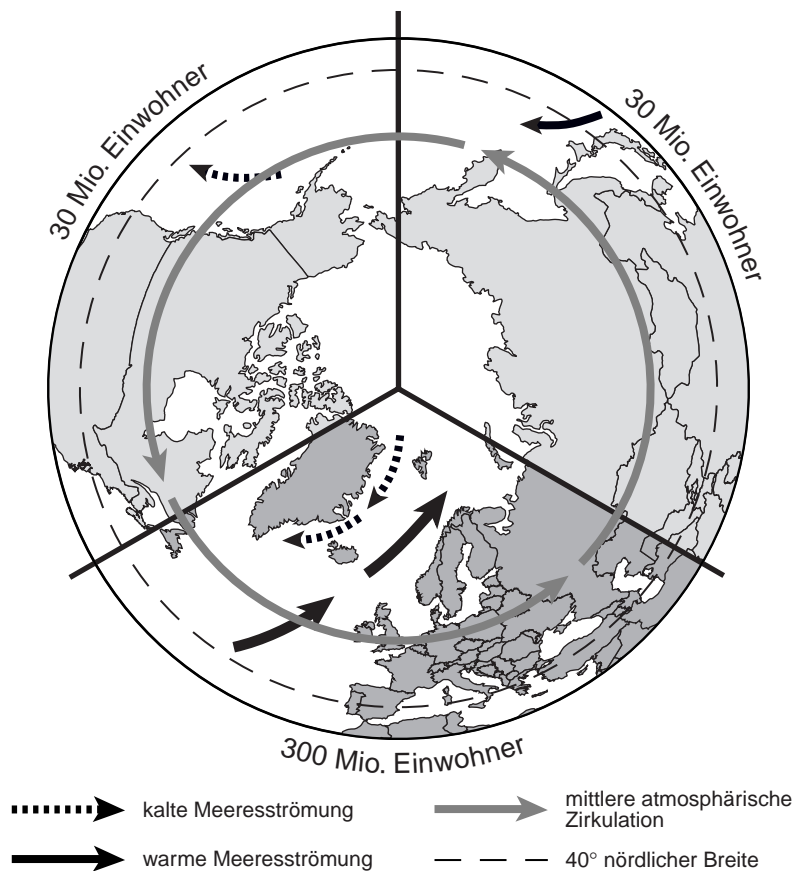 30 Mio. Einwohner
30 Mio. Einwohner
300 Mio. Einwohner
kalte Meeresströmung
warme Meeresströmung
mittlere atmosphärische
Zirkulation
40° nördlicher Breite